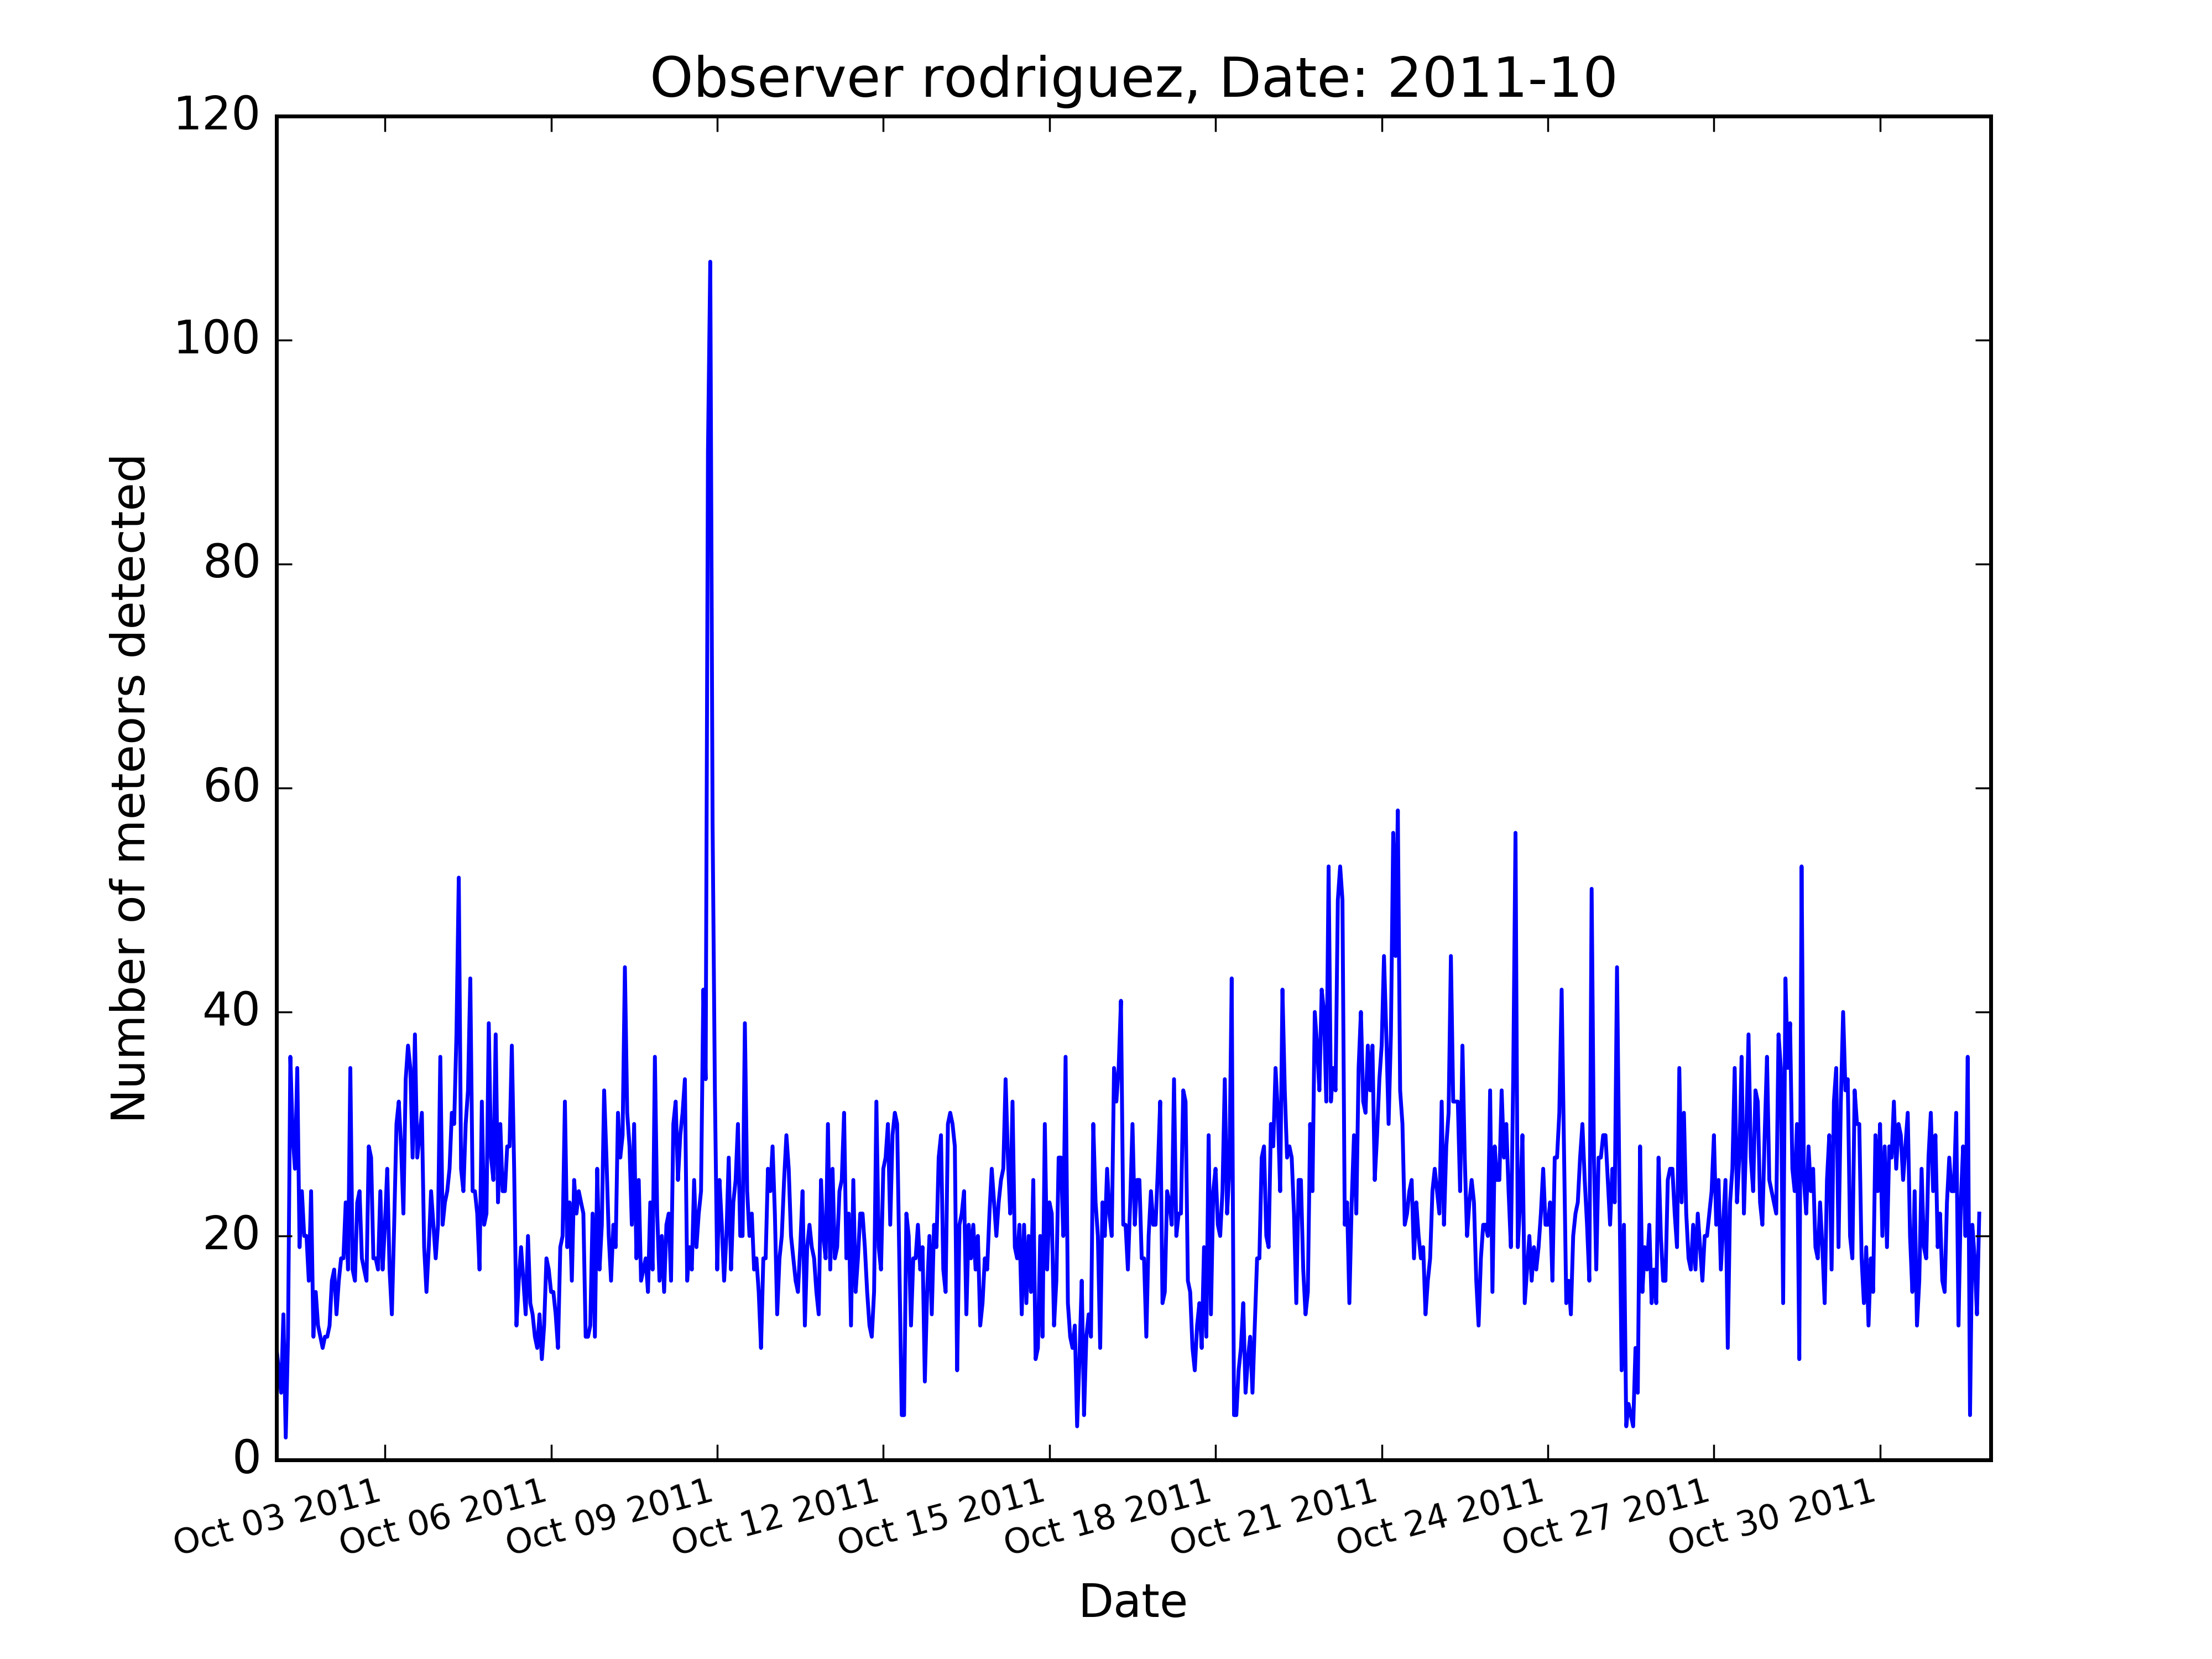 Observer rodriguez, Date: 2011-10
120
100
80
60
40
20
0
Number of meteors detected
Oct 03 2011
Oct 06 2011
Oct 09 2011
Oct 12 2011
Oct 15 2011
Oct 18 2011
Oct 21 2011
Oct 24 2011
Oct 27 2011
Oct 30 2011
Date